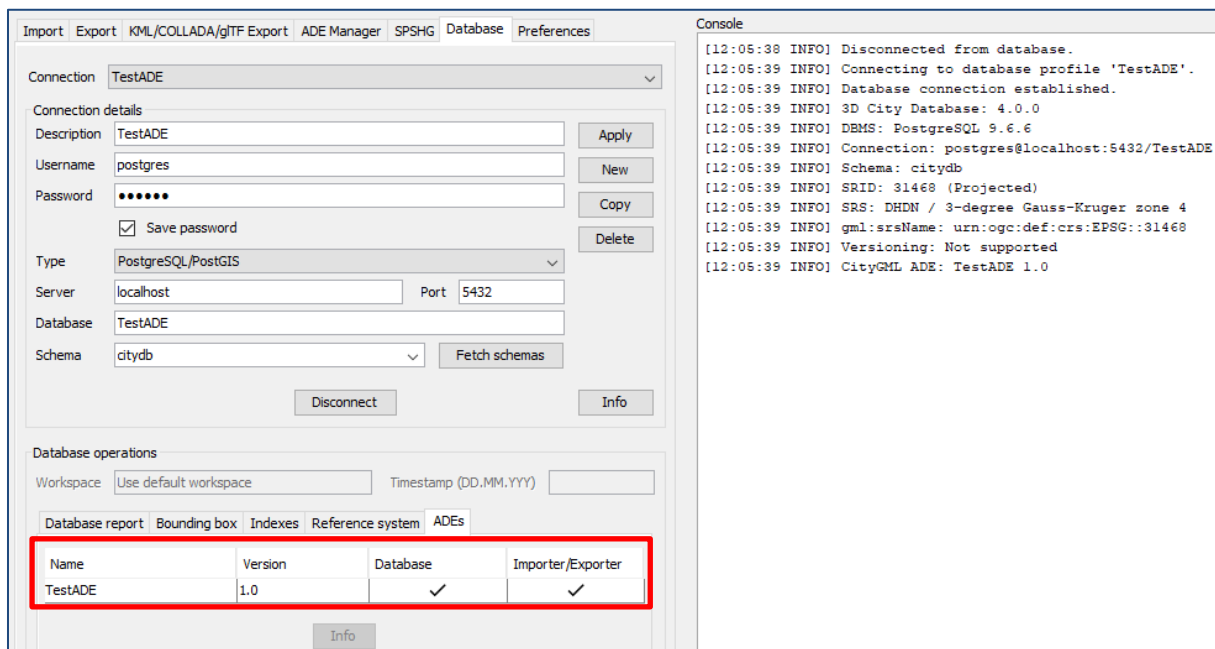 Import Export KML/COLLADA/glTF Export ADE Manager SPSHG Database Preferences
Connection TestADE
Connection details
Description TestADE Apply
Username postgres New
Password •••••• Copy
Save password Delete
Type PostgreSQL/PostGIS
Server localhost Port 5432
Database TestADE
Schema citydb Fetch schemas
Disconnect Info
Database operations
Workspace Use default workspace Timestamp (DD.MM.YYY)
Database report Bounding box Indexes Reference system ADEs
Name Version Database Importer/Exporter
TestADE 1.0 ✓ ✓
Info
Console
[12:05:38 INFO] Disconnected from database.
[12:05:39 INFO] Connecting to database profile 'TestADE'.
[12:05:39 INFO] Database connection established.
[12:05:39 INFO] 3D City Database: 4.0.0
[12:05:39 INFO] DBMS: PostgreSQL 9.6.6
[12:05:39 INFO] Connection: postgres@localhost:5432/TestADE
[12:05:39 INFO] Schema: citydb
[12:05:39 INFO] SRID: 31468 (Projected)
[12:05:39 INFO] SRS: DHDN / 3-degree Gauss-Kruger zone 4
[12:05:39 INFO] gml:srsName: urn:ogc:def:crs:EPSG::31468
[12:05:39 INFO] Versioning: Not supported
[12:05:39 INFO] CityGML ADE: TestADE 1.0